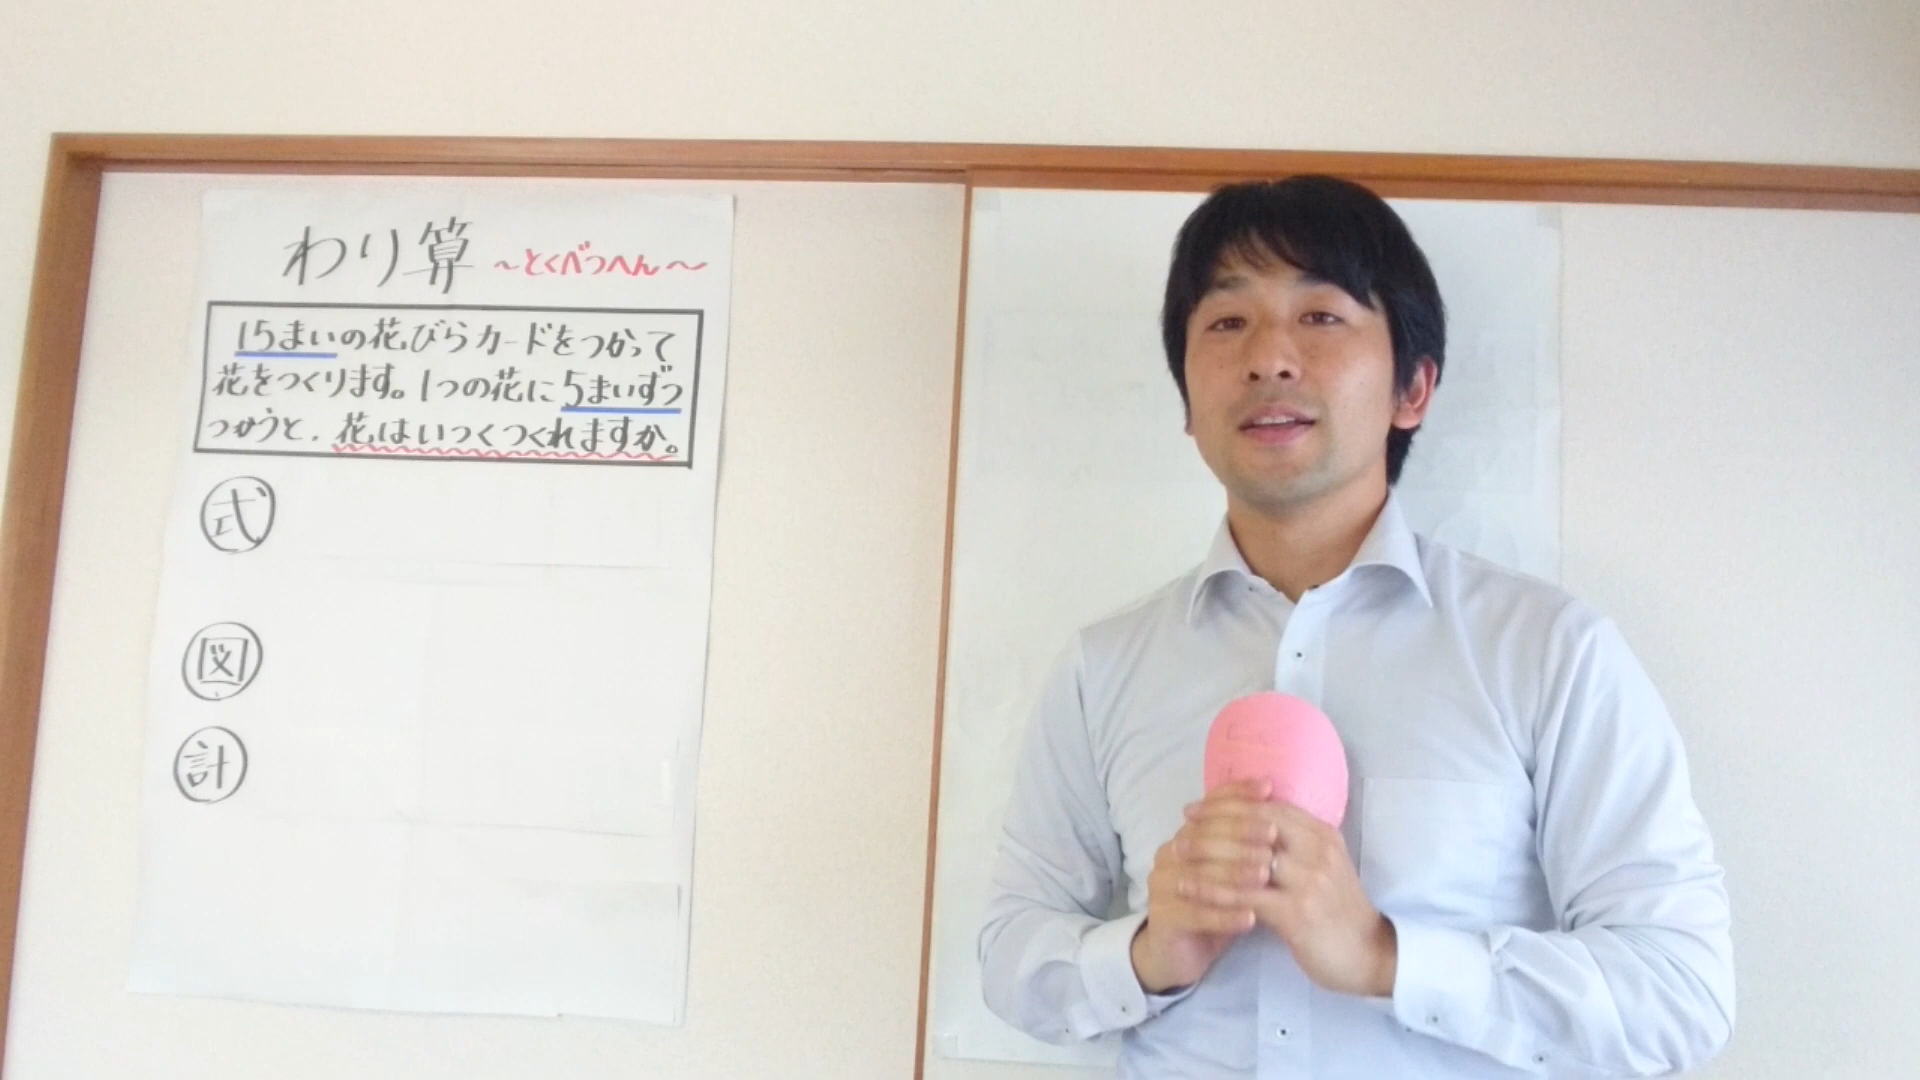 わり算 ～とくべつへん～
15まいの花びらカードをつかって
花をつくります。1つの花に5まいずつ
つかうと、花はいくつつくれますか。
式
図
計